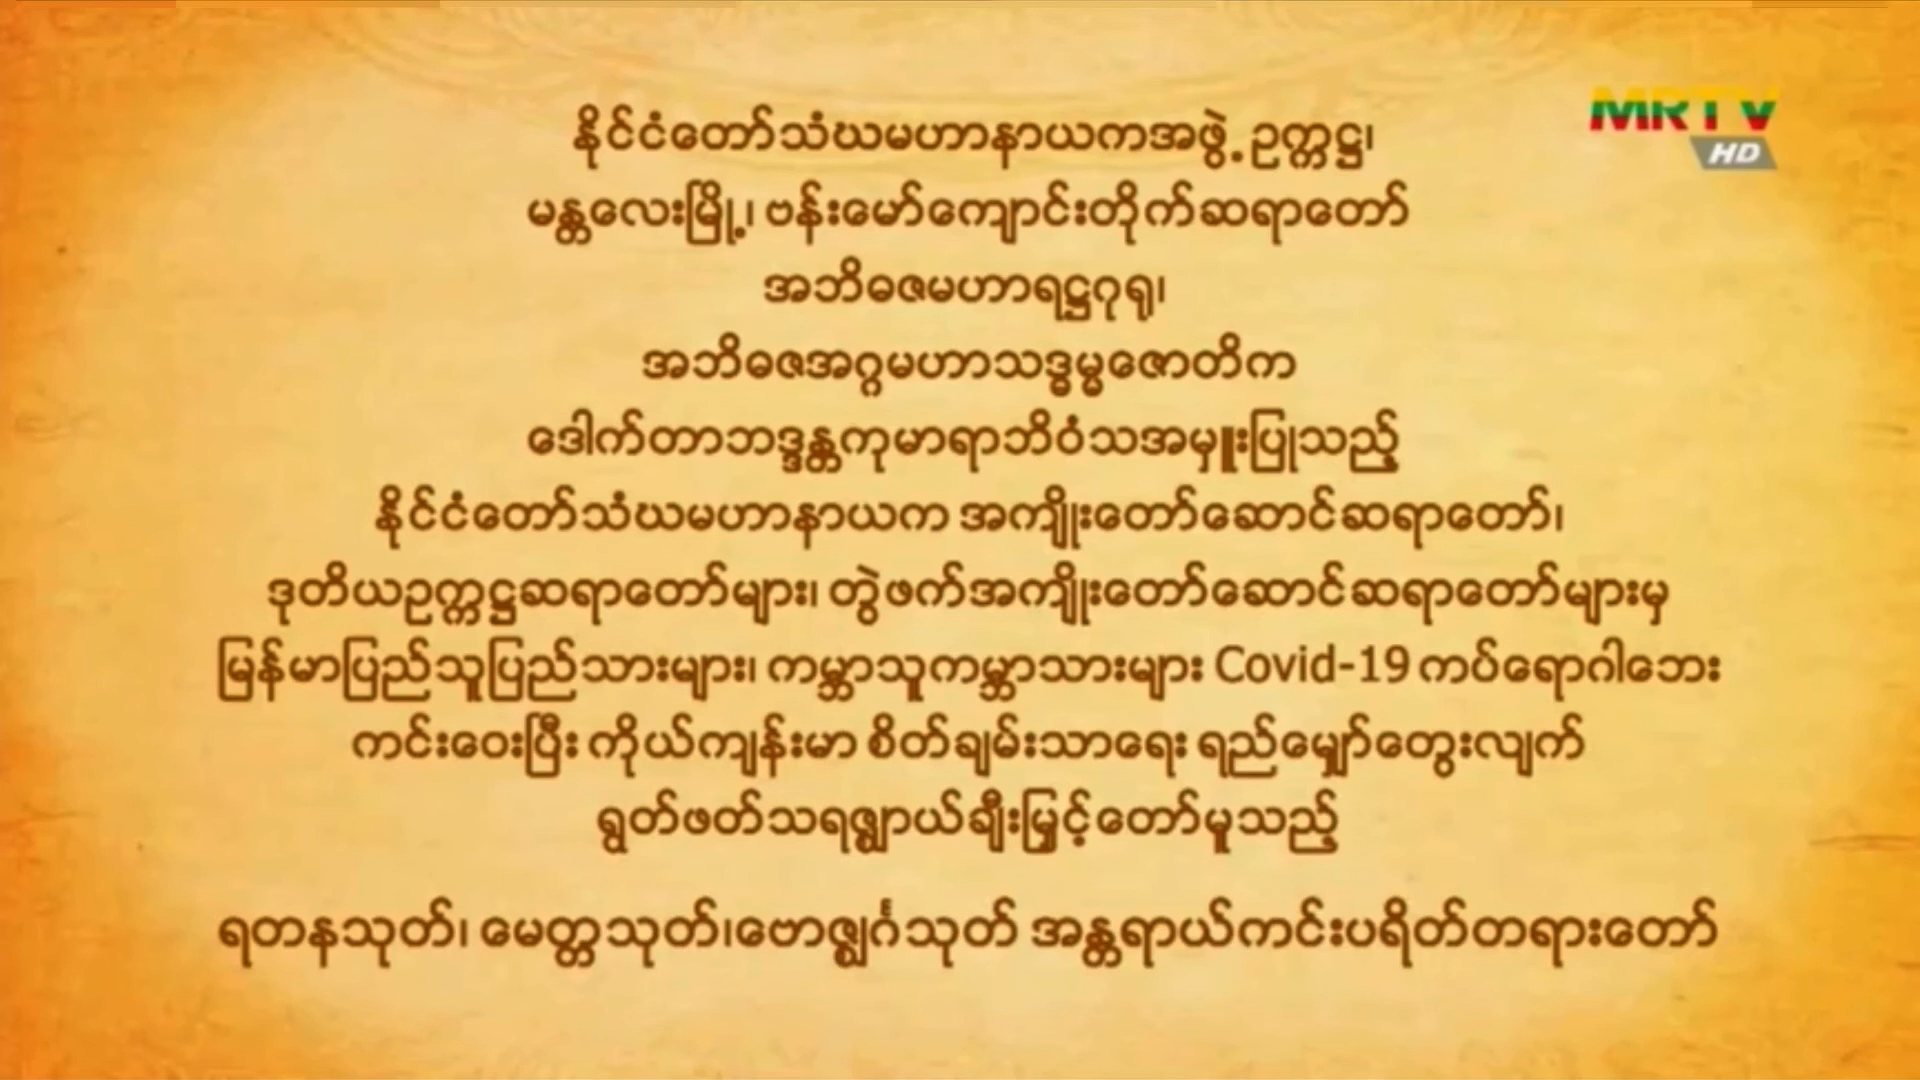 MRTV
HD
နိုင်ငံတော်သံဃမဟာနာယကအဖွဲ့ ဥက္ကဋ္ဌ၊
မန္တလေးမြို့၊ ဗန်းမော်ကျောင်းတိုက်ဆရာတော်
အဘိဓဇမဟာရဋ္ဌဂုရု၊
အဘိဓဇအဂ္ဂမဟာသဒ္ဓမ္မဇောတိက
ဒေါက်တာဘဒ္ဒန္တကုမာရာဘိဝံသအမှူးပြုသည့်
နိုင်ငံတော်သံဃမဟာနာယက အကျိုးတော်ဆောင်ဆရာတော်၊
ဒုတိယဥက္ကဋ္ဌဆရာတော်များ၊ တွဲဖက်အကျိုးတော်ဆောင်ဆရာတော်များမှ
မြန်မာပြည်သူပြည်သားများ၊ ကမ္ဘာသူကမ္ဘာသားများ Covid-19 ကပ်ရောဂါဘေး
ကင်းဝေးပြီး ကိုယ်ကျန်းမာ စိတ်ချမ်းသာရေး ရည်မျှော်တွေးလျက်
ရွတ်ဖတ်သရဇ္ဈာယ်ချီးမြှင့်တော်မူသည့်
ရတနသုတ်၊ မေတ္တသုတ်၊ဗောဇ္ဈင်္ဂသုတ် အန္တရာယ်ကင်းပရိတ်တရားတော်